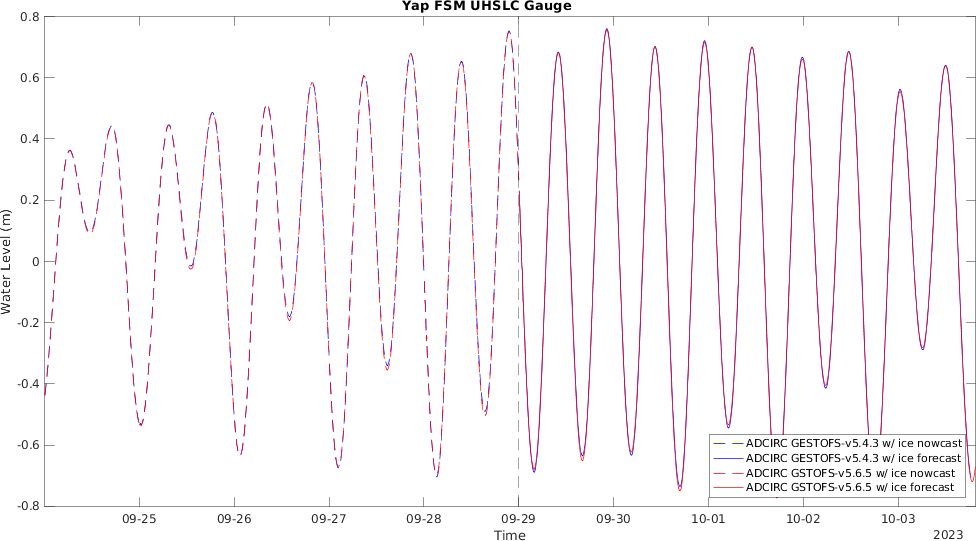 Yap FSM UHSLC Gauge
0.8
0.6
0.4
0.2
0
-0.2
-0.4
-0.6
-0.8
Water Level (m)
ADCIRC GESTOFS-v5.4.3 w/ ice nowcast
ADCIRC GESTOFS-v5.4.3 w/ ice forecast
ADCIRC GSTOFS-v5.6.5 w/ ice nowcast
ADCIRC GSTOFS-v5.6.5 w/ ice forecast
09-25 09-26 09-27 09-28 09-29 09-30 10-01 10-02 10-03
Time
2023